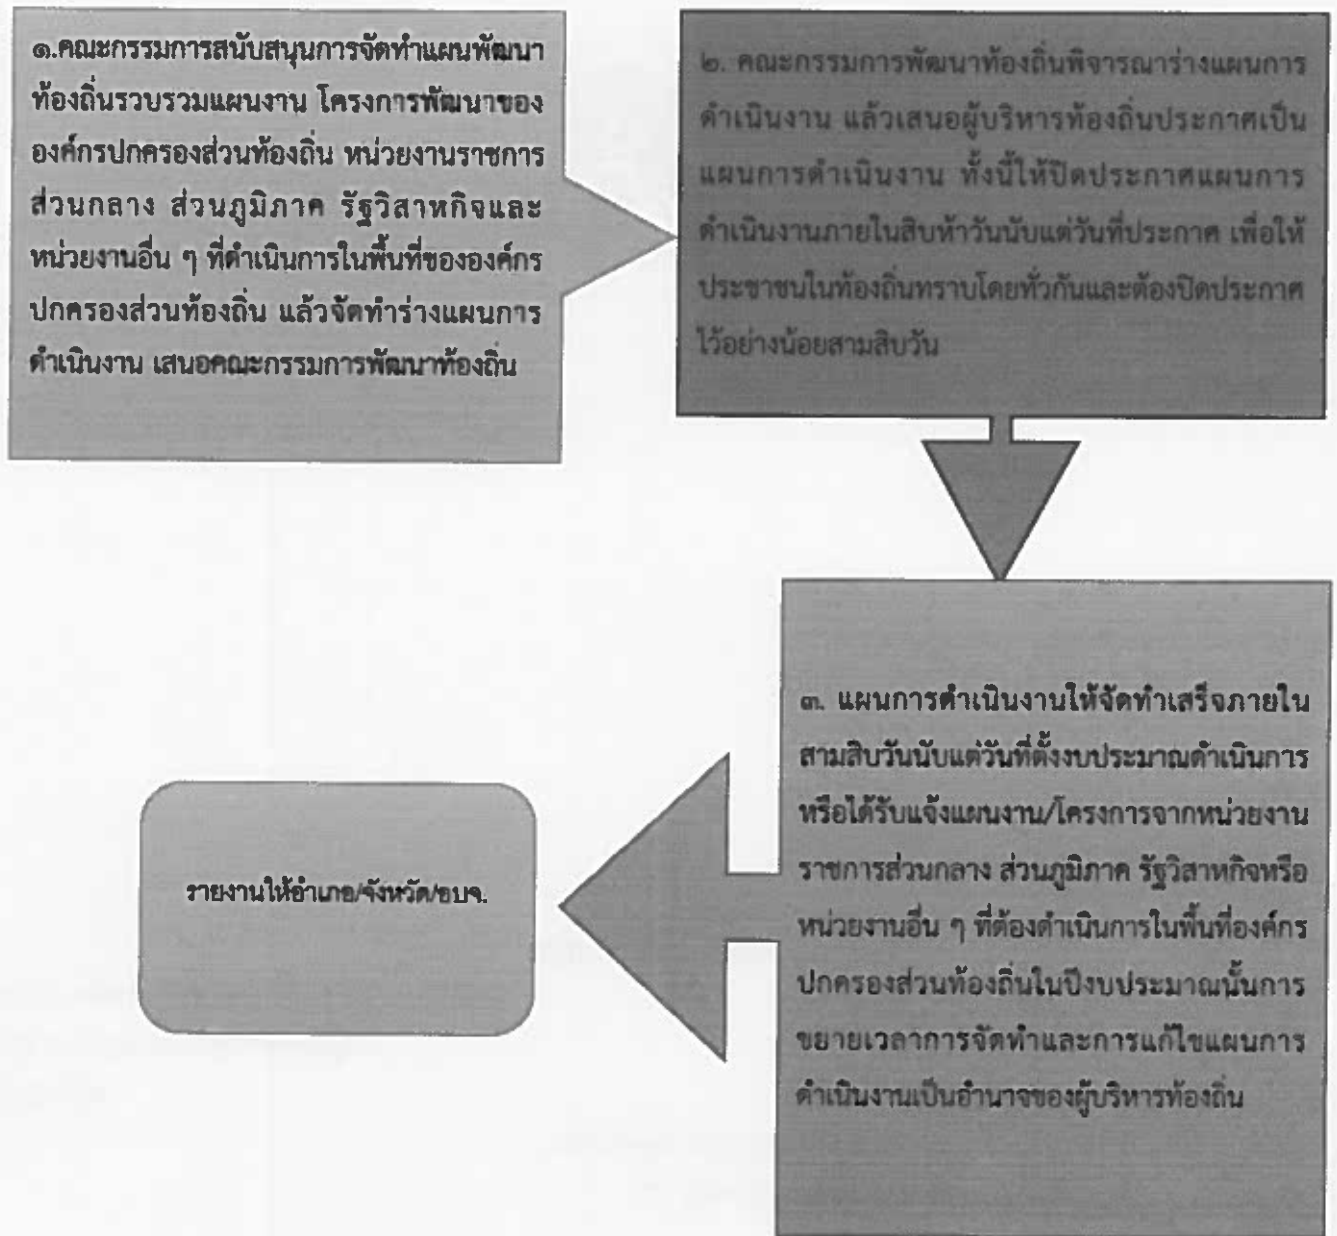 ๑.คณะกรรมการสนับสนุนการจัดทำแผนพัฒนา
ท้องถิ่นรวบรวมแผนงาน โครงการพัฒนาของ
องค์กรปกครองส่วนท้องถิ่น หน่วยงานราชการ
ส่วนกลาง ส่วนภูมิภาค รัฐวิสาหกิจและ
หน่วยงานอื่น ๆ ที่ดำเนินการในพื้นที่ขององค์กร
ปกครองส่วนท้องถิ่น แล้วจัดทำร่างแผนการ
ดำเนินงาน เสนอคณะกรรมการพัฒนาท้องถิ่น
๒. คณะกรรมการพัฒนาท้องถิ่นพิจารณาร่างแผนการ
ดำเนินงาน แล้วเสนอผู้บริหารท้องถิ่นประกาศเป็น
แผนการดำเนินงาน ทั้งนี้ให้ปิดประกาศแผนการ
ดำเนินงานภายในสิบห้าวันนับแต่วันที่ประกาศ เพื่อให้
ประชาชนในท้องถิ่นทราบโดยทั่วกันและต้องปิดประกาศ
ไว้อย่างน้อยสามสิบวัน
๓. แผนการดำเนินงานให้จัดทำเสร็จภายใน
สามสิบวันนับแต่วันที่ตั้งงบประมาณดำเนินการ
หรือได้รับแจ้งแผนงาน/โครงการจากหน่วยงาน
ราชการส่วนกลาง ส่วนภูมิภาค รัฐวิสาหกิจหรือ
หน่วยงานอื่น ๆ ที่ต้องดำเนินการในพื้นที่องค์กร
ปกครองส่วนท้องถิ่นในปีงบประมาณนั้นการ
ขยายเวลาการจัดทำและการแก้ไขแผนการ
ดำเนินงานเป็นอำนาจของผู้บริหารท้องถิ่น
รายงานให้อำเภอ/จังหวัด/อบจ.